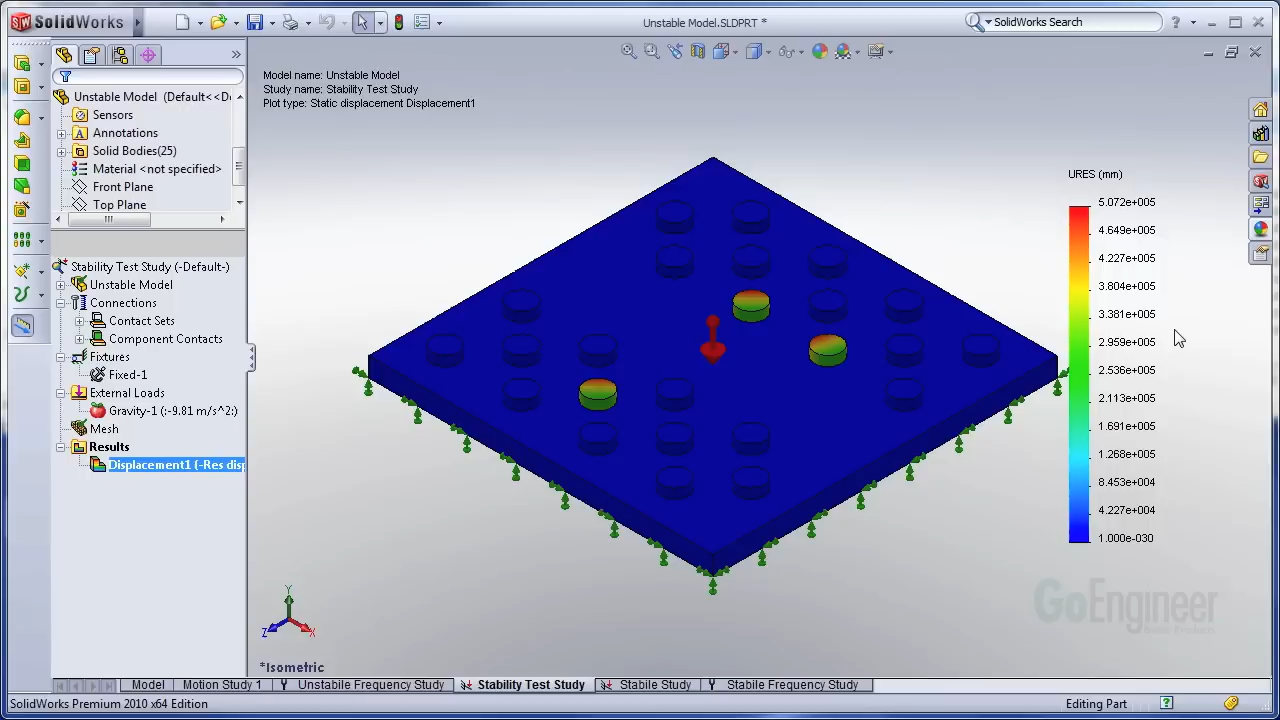 SolidWorks
Unstable Model.SLDPRT *
SolidWorks Search
Model name: Unstable Model
Study name: Stability Test Study
Plot type: Static displacement Displacement1
Unstable Model (Default<<D
Sensors
Annotations
Solid Bodies(25)
Material <not specified>
Front Plane
Top Plane
Stability Test Study (-Default-)
Unstable Model
Connections
Contact Sets
Component Contacts
Fixtures
Fixed-1
External Loads
Gravity-1 (:-9.81 m/s^2:)
Mesh
Results
Displacement1 (-Res disp
URES (mm)
5.072e+005
4.649e+005
4.227e+005
3.804e+005
3.381e+005
2.959e+005
2.536e+005
2.113e+005
1.691e+005
1.268e+005
8.453e+004
4.227e+004
1.000e-030
GoEngineer
Y
Z
X
*Isometric
Model
Motion Study 1
Unstable Frequency Study
Stability Test Study
Stabile Study
Stabile Frequency Study
SolidWorks Premium 2010 x64 Edition
Editing Part